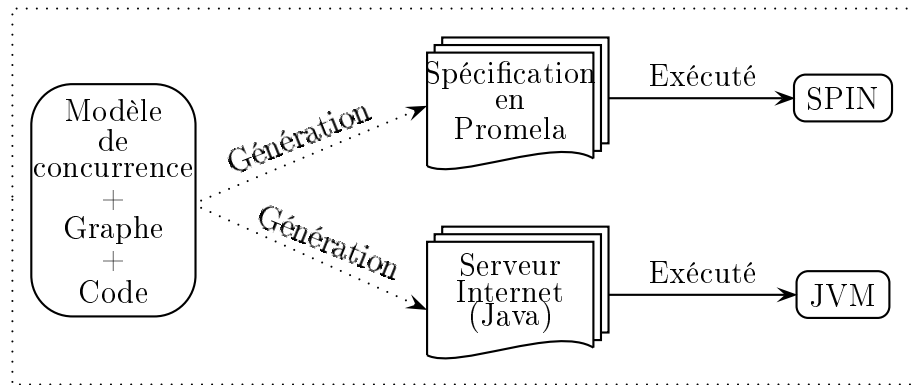 Modèle
de
concurrence
+
Graphe
+
Code
Génération
Spécification
en
Promela
Exécuté
SPIN
Génération
Serveur
Internet
(Java)
Exécuté
JVM